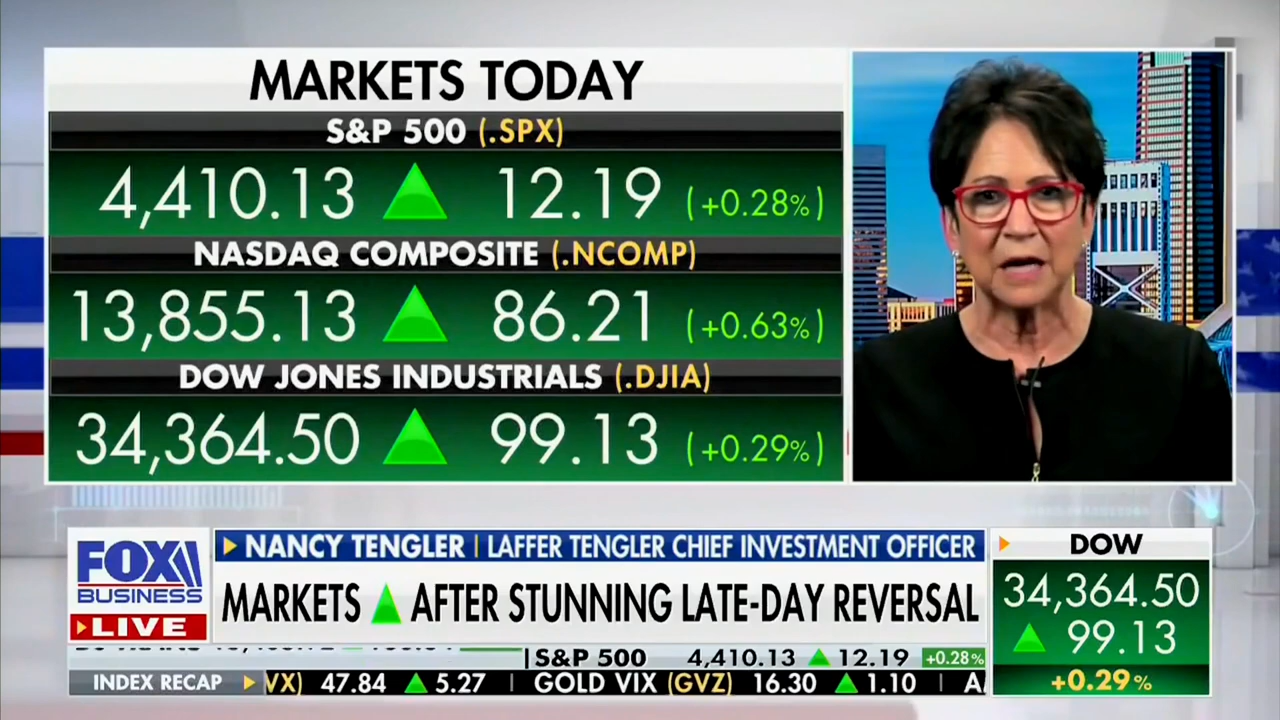 MARKETS TODAY
S&P 500 (.SPX)
4,410.13 ▲ 12.19 (+0.28%)
NASDAQ COMPOSITE (.NCOMP)
13,855.13 ▲ 86.21 (+0.63%)
DOW JONES INDUSTRIALS (.DJIA)
34,364.50 ▲ 99.13 (+0.29%)
FOX BUSINESS
LIVE
NANCY TENGLER | LAFFER TENGLER CHIEF INVESTMENT OFFICER
MARKETS ▲ AFTER STUNNING LATE-DAY REVERSAL
DOW
34,364.50
▲ 99.13
+0.29%
S&P 500 4,410.13 ▲ 12.19 +0.28%
INDEX RECAP VX) 47.84 ▲ 5.27 | GOLD VIX (GVZ) 16.30 ▲ 1.10 |